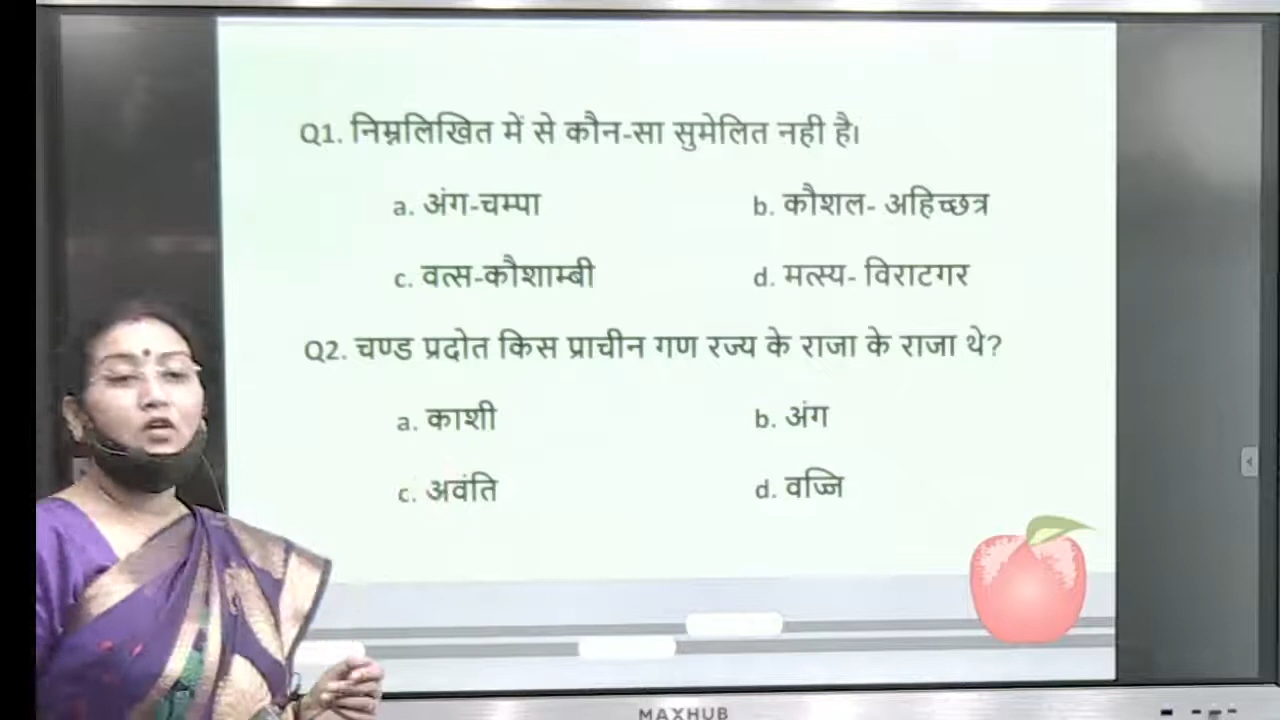 Q1. निम्नलिखित में से कौन-सा सुमेलित नही है।
a. अंग-चम्पा b. कौशल- अहिच्छत्र
c. वत्स-कौशाम्बी d. मत्स्य- विराटगर
Q2. चण्ड प्रदोत किस प्राचीन गण रज्य के राजा के राजा थे?
a. काशी b. अंग
c. अवंति d. वज्जि
MAXHUB